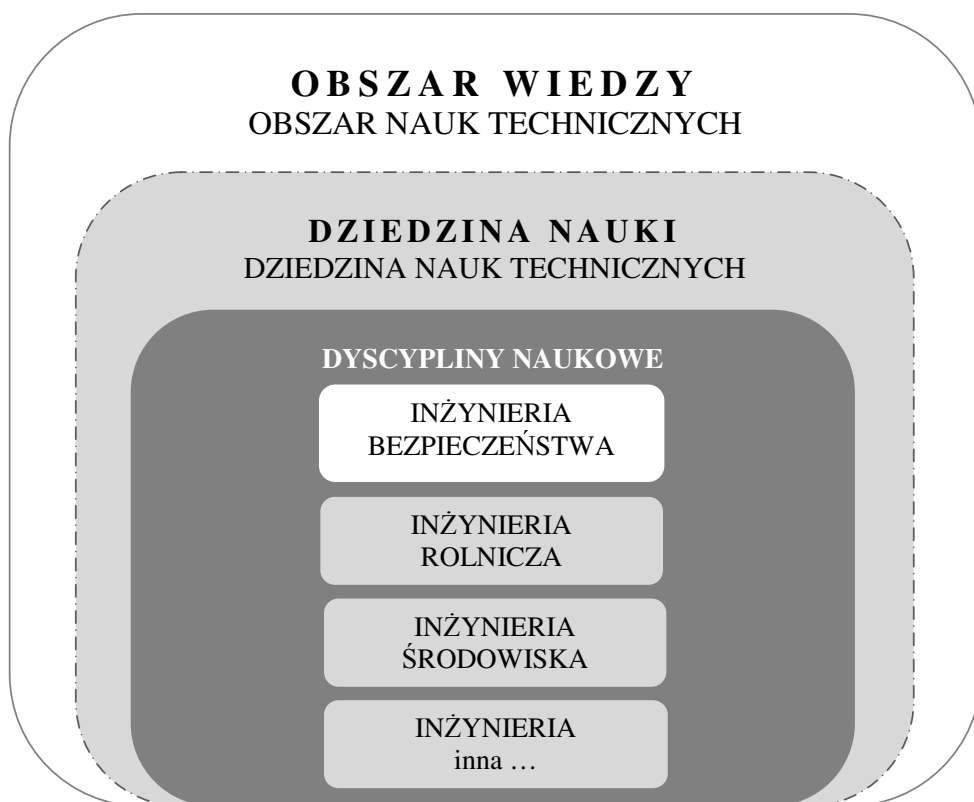 OBSZAR WIEDZY
OBSZAR NAUK TECHNICZNYCH
DZIEDZINA NAUKI
DZIEDZINA NAUK TECHNICZNYCH
DYSCYPLINY NAUKOWE
INŻYNIERIA
BEZPIECZEŃSTWA
INŻYNIERIA
ROLNICZA
INŻYNIERIA
ŚRODOWISKA
INŻYNIERIA
inna …